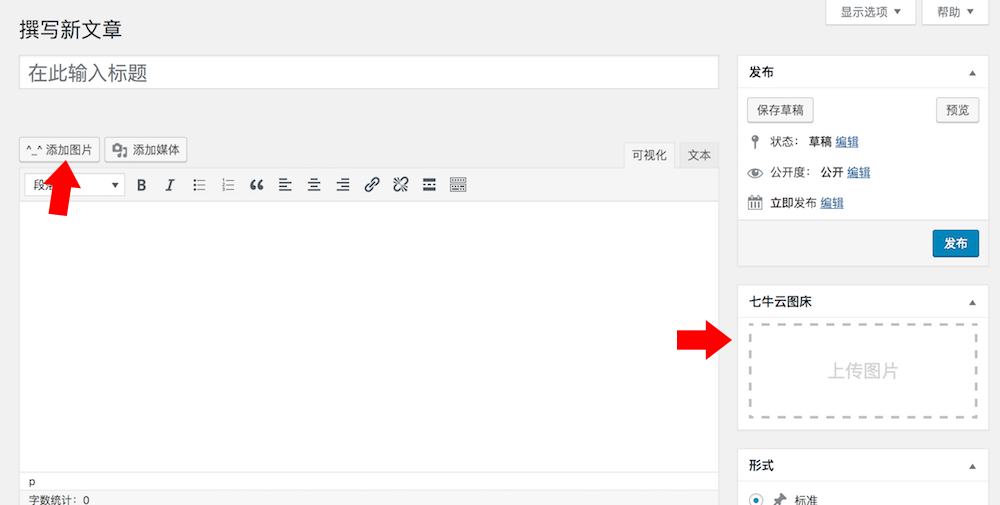 显示选项 帮助
撰写新文章
在此输入标题
^_^ 添加图片 添加媒体
可视化 文本
段
B I
p
字数统计：0
发布
保存草稿 预览
状态： 草稿 编辑
公开度： 公开 编辑
立即发布 编辑
发布
七牛云图床
上传图片
形式
标准